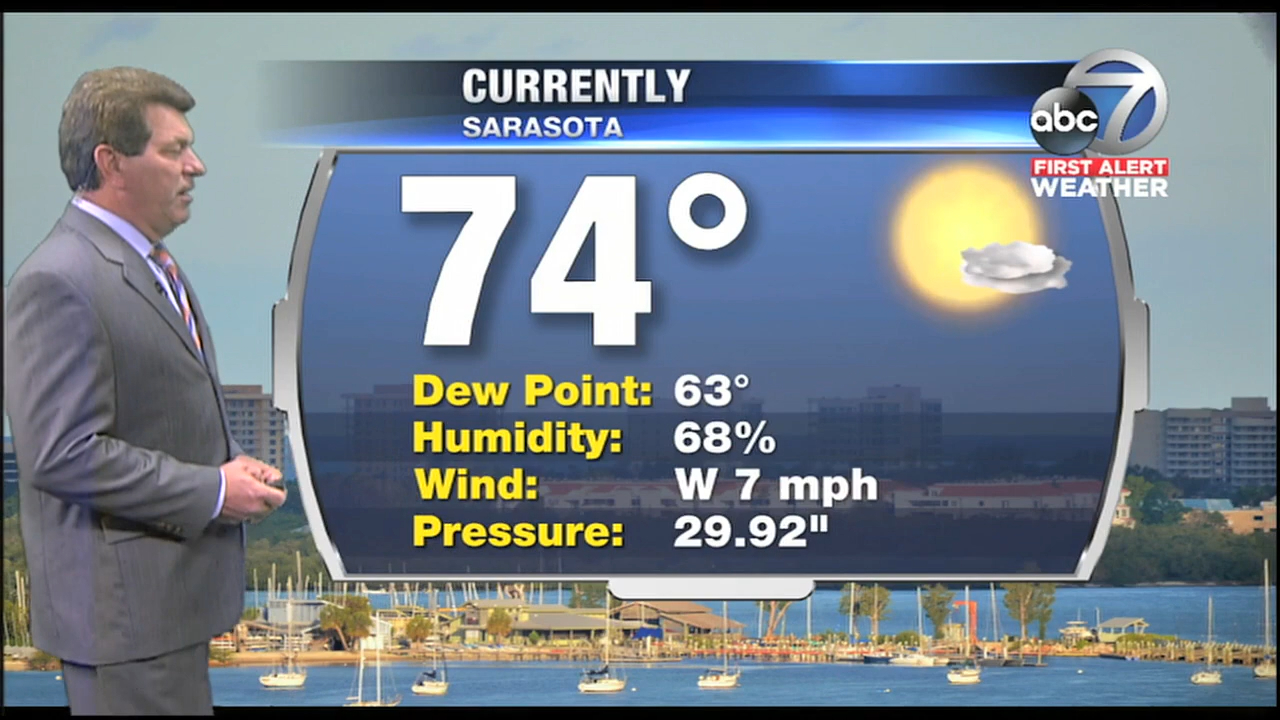 CURRENTLY
SARASOTA
abc 7
FIRST ALERT
WEATHER
74°
Dew Point: 63°
Humidity: 68%
Wind: W 7 mph
Pressure: 29.92"